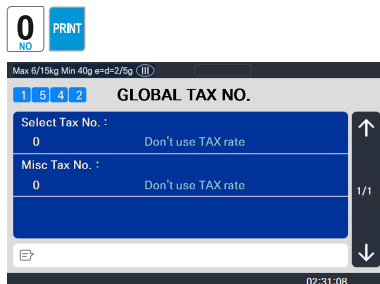 0
NO
PRINT
Max 6/15kg Min 40g e=d=2/5g III
1 5 4 2 GLOBAL TAX NO.
Select Tax No. :
0 Don't use TAX rate
Misc Tax No. :
0 Don't use TAX rate
1/1
02:31:08